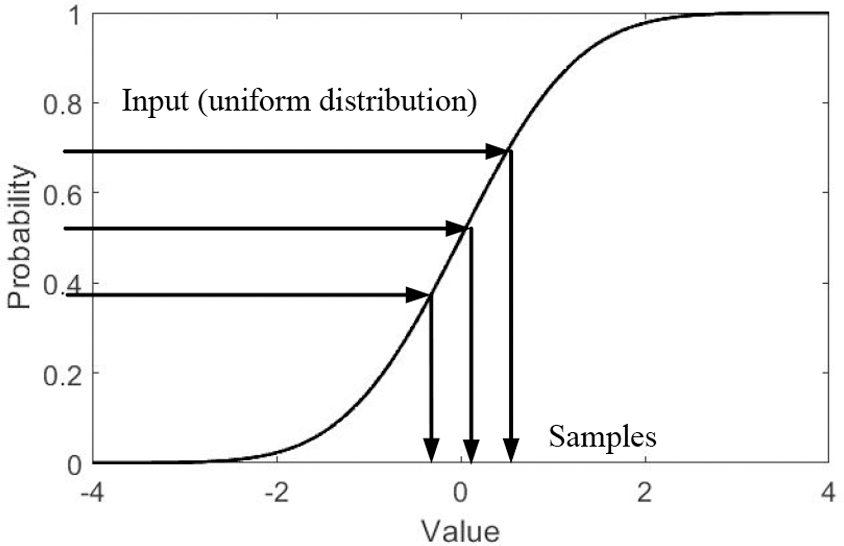 1
0.8
0.6
0.4
0.2
0
Probability
Input (uniform distribution)
Samples
-4
-2
0
2
4
Value